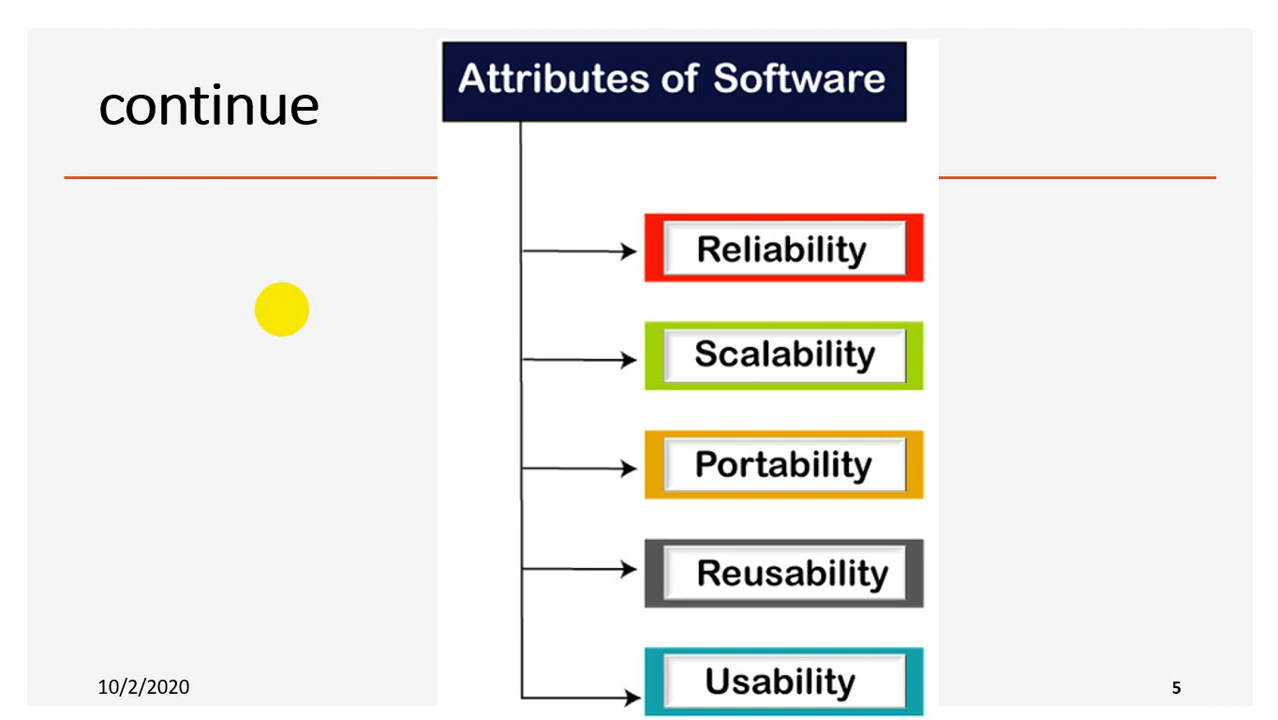 continue
Attributes of Software
Reliability
Scalability
Portability
Reusability
Usability
10/2/2020
5